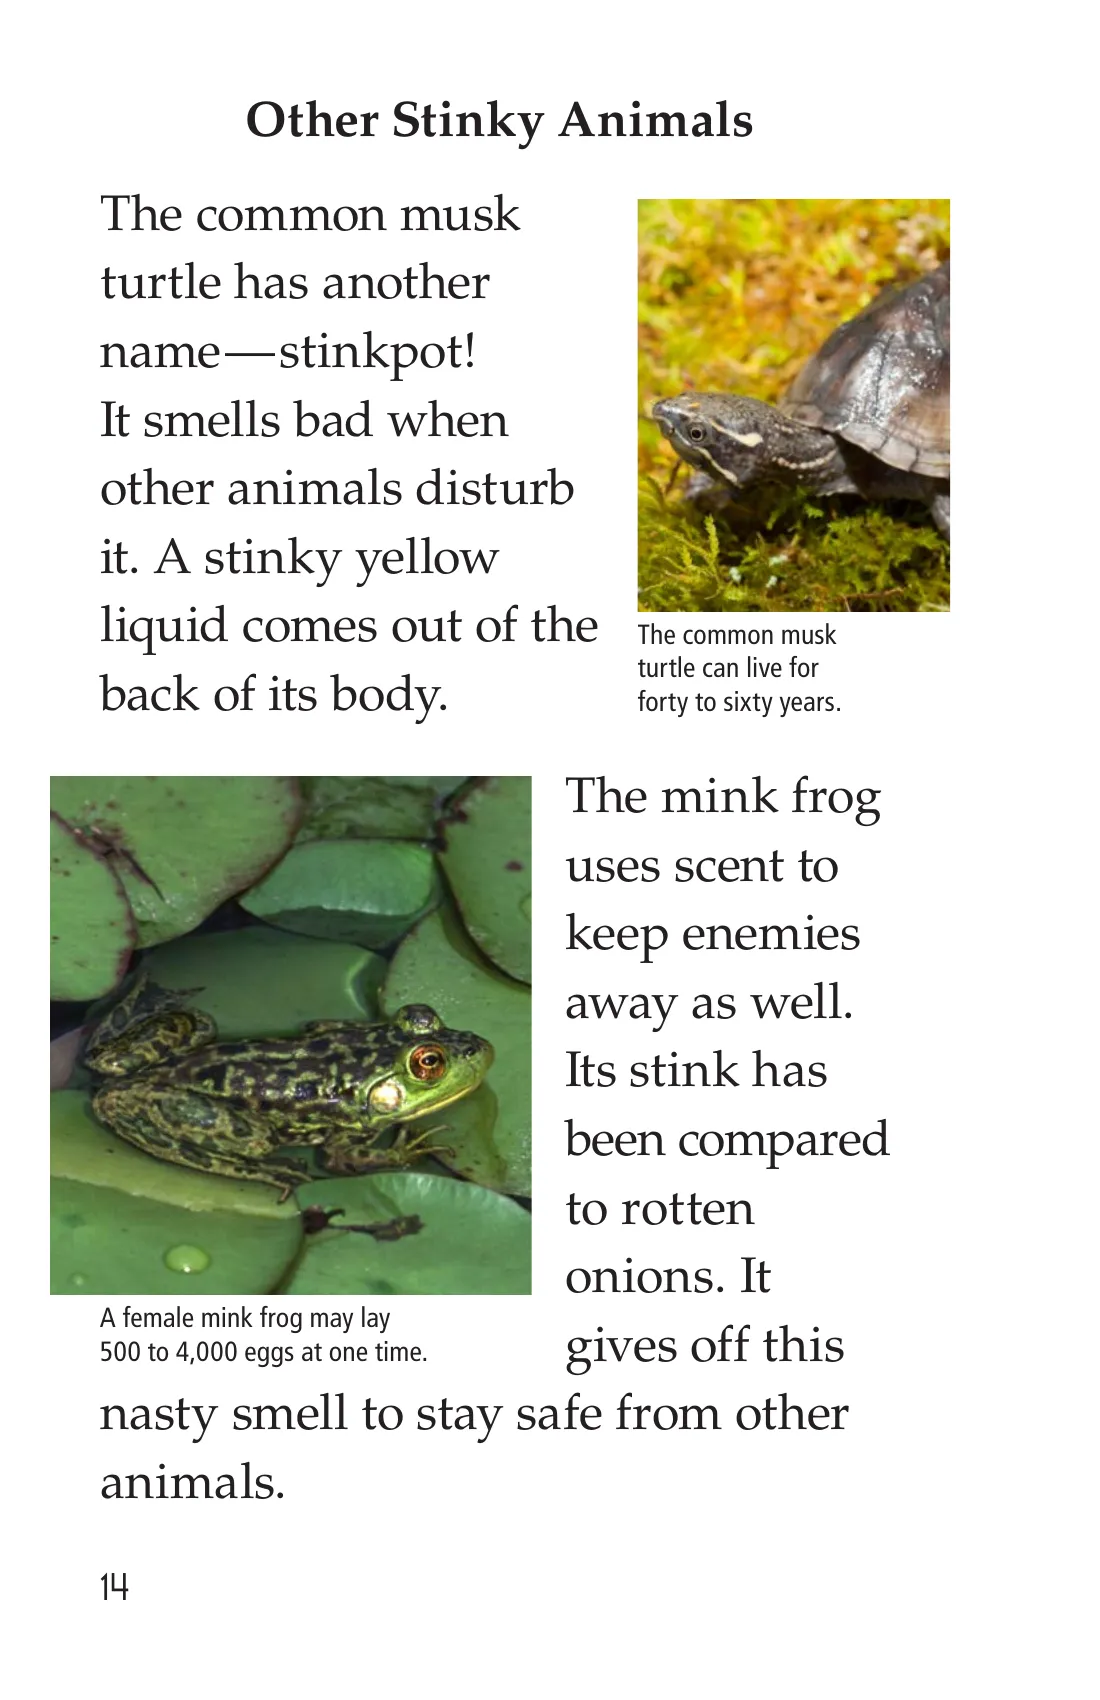 Other Stinky Animals
The common musk
turtle has another
name—stinkpot!
It smells bad when
other animals disturb
it. A stinky yellow
liquid comes out of the
back of its body.
The common musk
turtle can live for
forty to sixty years.
The mink frog
uses scent to
keep enemies
away as well.
Its stink has
been compared
to rotten
onions. It
gives off this
nasty smell to stay safe from other
animals.
A female mink frog may lay
500 to 4,000 eggs at one time.
14